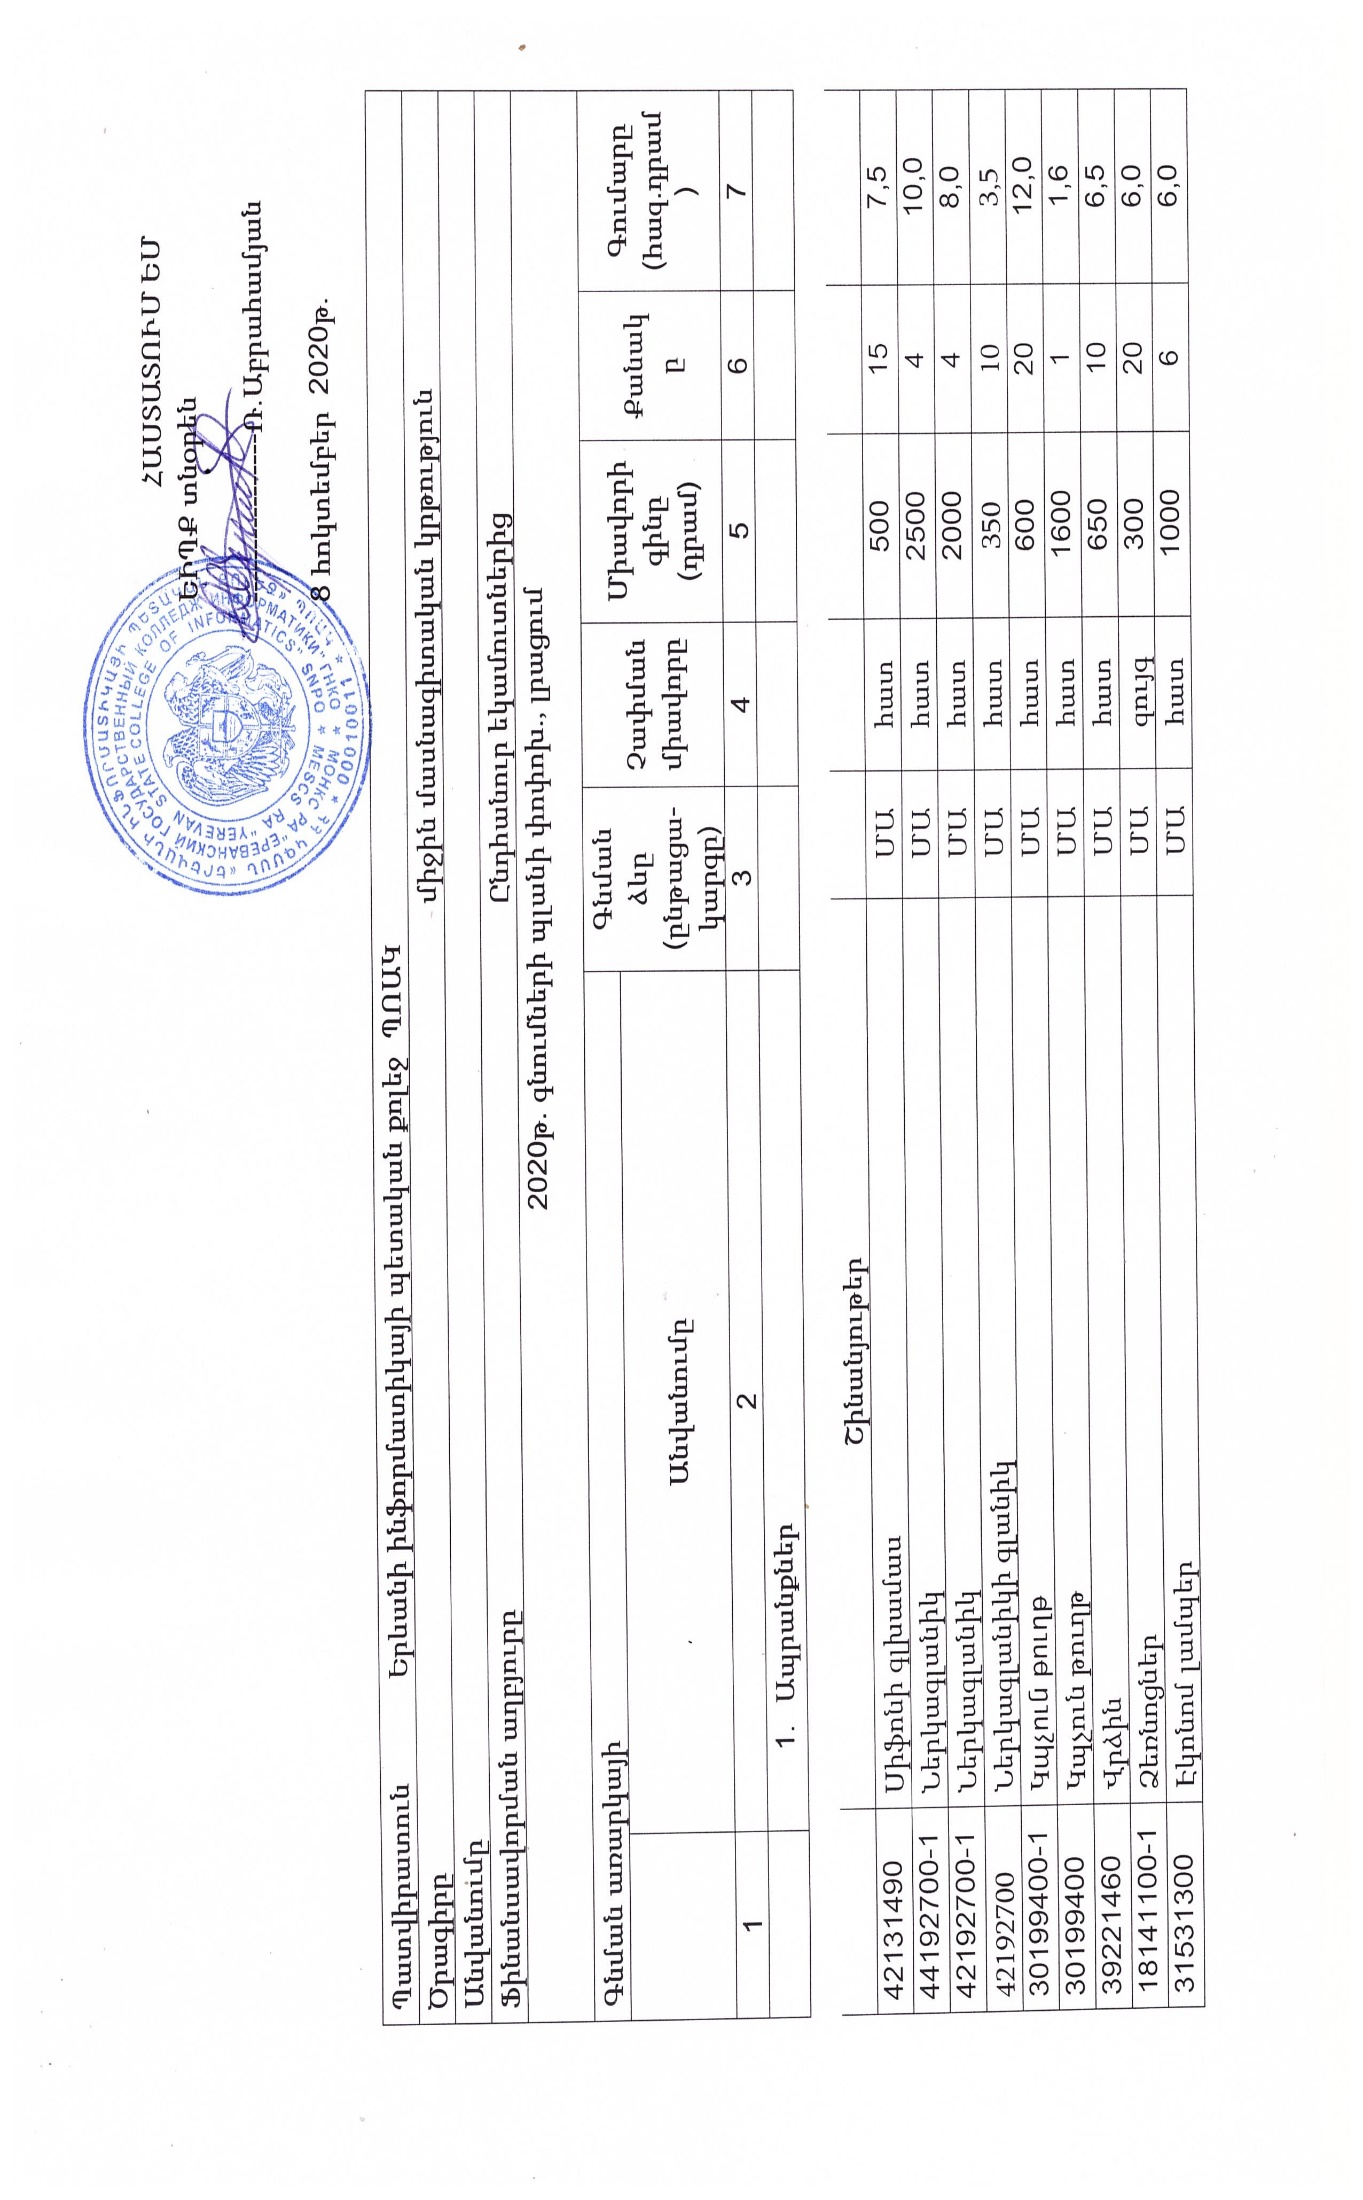 ՀԱՍՏԱՏՈՒՄ ԵՄ
ԵԻՊՔ տնօրեն
Ռ.Աբրահամյան
8 հոկտեմբեր 2020թ.
Պատվիրատուն Երևանի ինֆորմատիկայի պետական քոլեջ ՊՈԱԿ
Ծրագիրը միջին մասնագիտական կրթություն
Անվանումը
Ֆինանսավորման աղբյուրը Ընդհանուր եկամուտներից
2020թ. գնումների պլանի փոփոխ., լրացում
Գնման առարկայի Գնման ձևը (ընթացա-կարգը) Չափման միավորը Միավորի գինը (դրամ) Քանակը Գումարը (հազ.դրամ)
Անվանումը
1 2 3 4 5 6 7
1. Ապրանքներ
Շինանյութեր
42131490 Սիֆոնի գլխամաս ՄԱ հատ 500 15 7,5
44192700-1 Ներկագլանիկ ՄԱ հատ 2500 4 10,0
42192700-1 Ներկագլանիկ ՄԱ հատ 2000 4 8,0
42192700 Ներկագլանիկի գլանիկ ՄԱ հատ 350 10 3,5
30199400-1 Կպչուն թուղթ ՄԱ հատ 600 20 12,0
30199400 Կպչուն թուղթ ՄԱ հատ 1600 1 1,6
39221460 Վրձին ՄԱ հատ 650 10 6,5
18141100-1 Ձեռնոցներ ՄԱ զույգ 300 20 6,0
31531300 Էկնոմ լամպեր ՄԱ հատ 1000 6 6,0